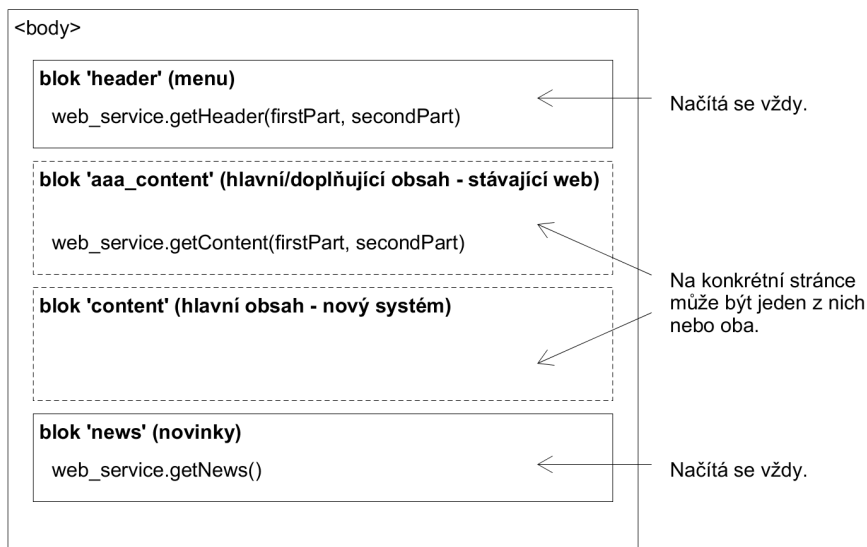 <body>
blok 'header' (menu)
web_service.getHeader(firstPart, secondPart)
Načítá se vždy.
blok 'aaa_content' (hlavní/doplňující obsah - stávající web)
web_service.getContent(firstPart, secondPart)
Na konkrétní stránce
může být jeden z nich
nebo oba.
blok 'content' (hlavní obsah - nový systém)
blok 'news' (novinky)
web_service.getNews()
Načítá se vždy.